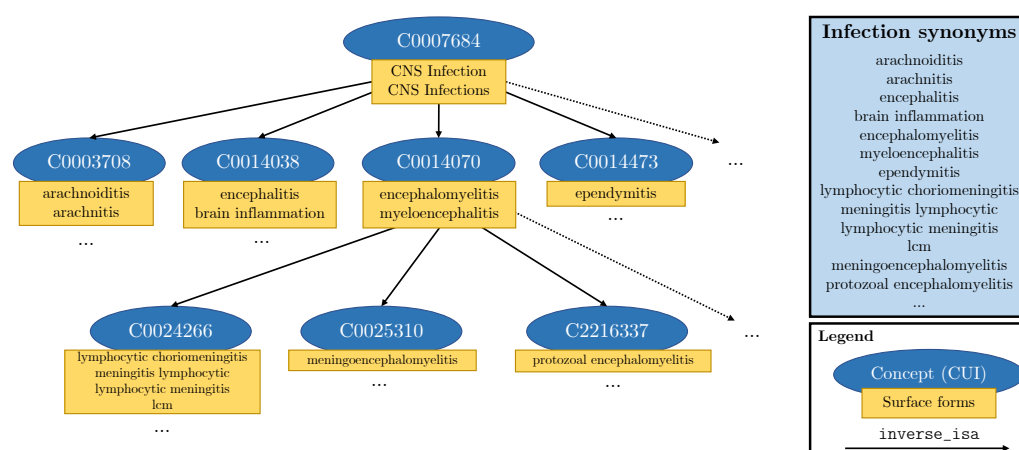 C0007684
CNS Infection
CNS Infections
C0003708
arachnoiditis
arachnitis
...
C0014038
encephalitis
brain inflammation
...
C0014070
encephalomyelitis
myeloencephalitis
C0014473
ependymitis
...
...
C0024266
lymphocytic choriomeningitis
meningitis lymphocytic
lymphocytic meningitis
lcm
...
C0025310
meningoencephalomyelitis
...
C2216337
protozoal encephalomyelitis
...
...
Infection synonyms
arachnoiditis
arachnitis
encephalitis
brain inflammation
encephalomyelitis
myeloencephalitis
ependymitis
lymphocytic choriomeningitis
meningitis lymphocytic
lymphocytic meningitis
lcm
meningoencephalomyelitis
protozoal encephalomyelitis
...
Legend
Concept (CUI)
Surface forms
inverse_isa